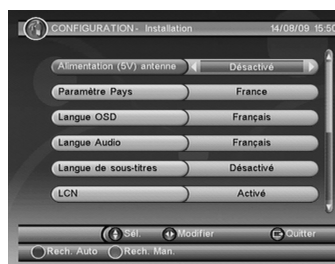 CONFIGURATION- Installation 14/08/09 15:50
Alimentation (5V) antenne Désactivé
Paramètre Pays France
Langue OSD Français
Langue Audio Français
Langue de sous-titres Désactivé
LCN Activé
Sél. Modifier Quitter
Rech. Auto Rech. Man.